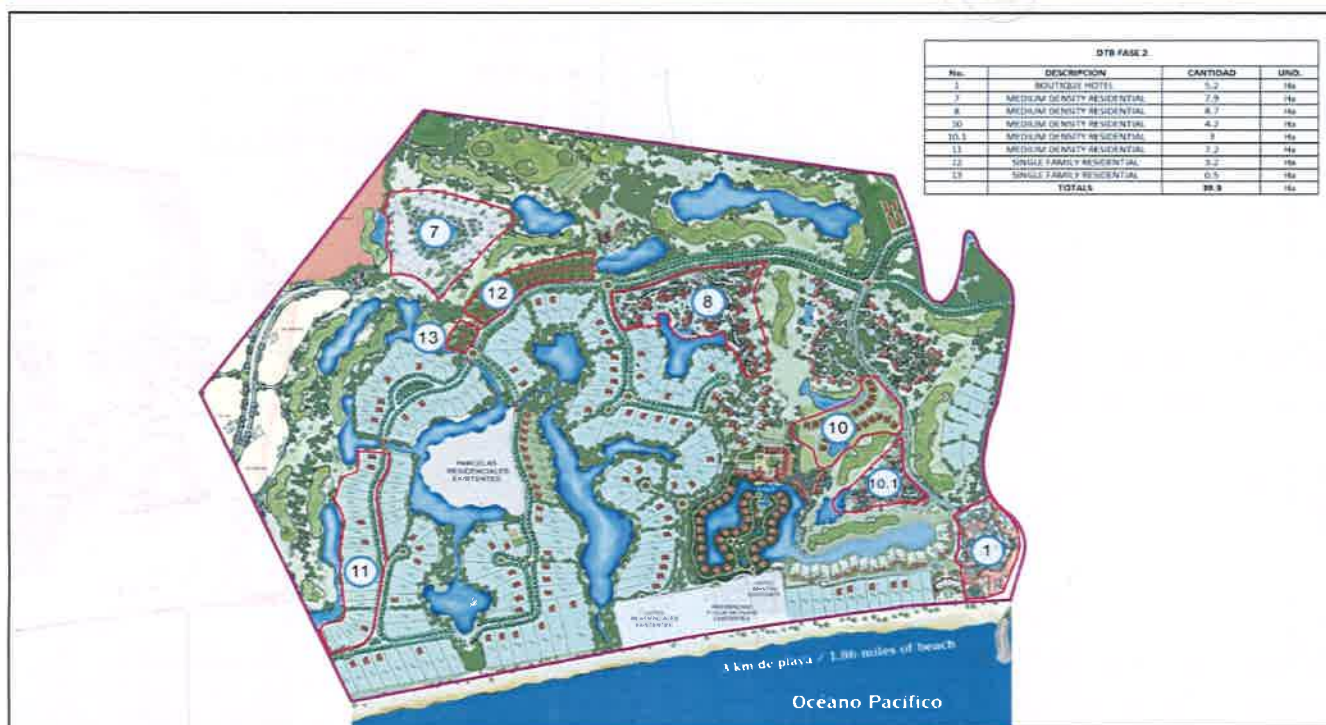 DTB FASE 2
No. DESCRIPCION CANTIDAD UND.
1 BOUTIQUE HOTEL 5.2 Ha
7 MEDIUM DENSITY RESIDENTIAL 7.9 Ha
8 MEDIUM DENSITY RESIDENTIAL 8.7 Ha
10 MEDIUM DENSITY RESIDENTIAL 4.2 Ha
10.1 MEDIUM DENSITY RESIDENTIAL 3 Ha
11 MEDIUM DENSITY RESIDENTIAL 7.2 Ha
12 SINGLE FAMILY RESIDENTIAL 3.2 Ha
13 SINGLE FAMILY RESIDENTIAL 0.5 Ha
TOTALS 39.9 Ha
7
12
8
13
10
PARCELAS
RESIDENCIALES
EXISTENTES
10.1
1
11
3 km de playa / 1.86 miles of beach
Oceano Pacífico